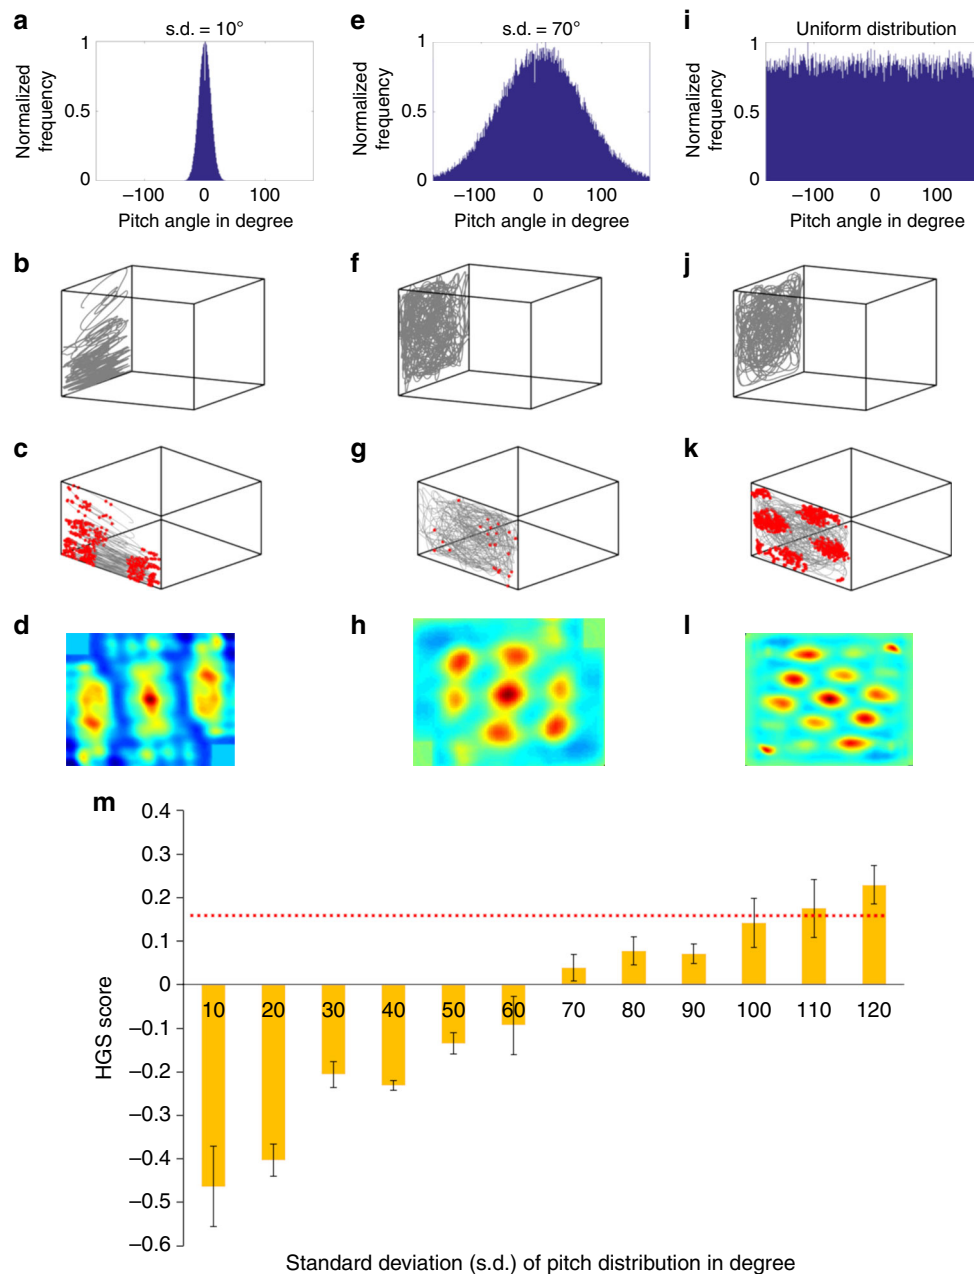 a
s.d. = 10°
1
0.5
0
Normalized
frequency
−100
0
100
Pitch angle in degree
e
s.d. = 70°
1
0.5
0
Normalized
frequency
−100
0
100
Pitch angle in degree
i
Uniform distribution
1
0.5
0
Normalized
frequency
−100
0
100
Pitch angle in degree
b
f
j
c
g
k
d
h
l
m
0.4
0.3
0.2
0.1
0
−0.1
−0.2
−0.3
−0.4
−0.5
−0.6
HGS score
10 20 30 40 50 60 70 80 90 100 110 120
Standard deviation (s.d.) of pitch distribution in degree